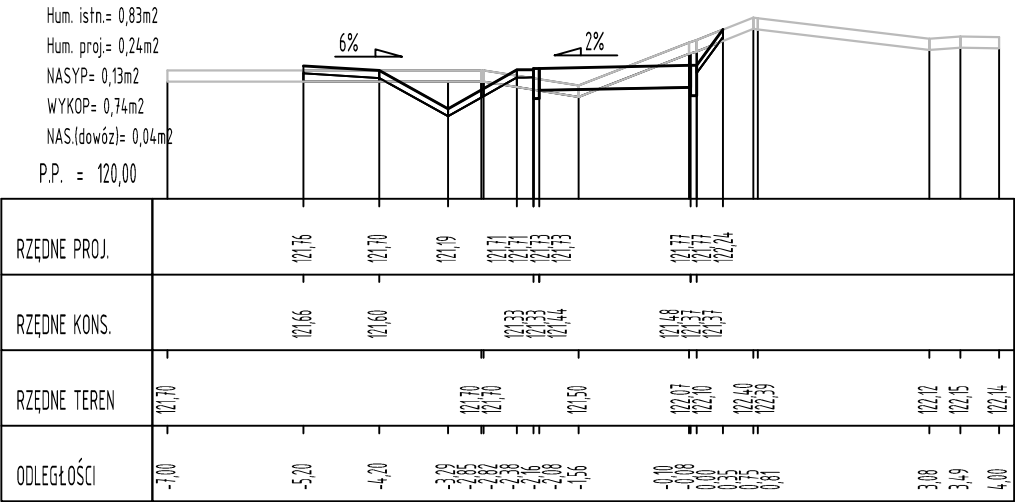 Hum. istn.= 0,83m2
Hum. proj.= 0,24m2
NASYP= 0,13m2
WYKOP= 0,74m2
NAS.(dowóz)= 0,04m2
P.P. = 120,00
6%
2%
RZĘDNE PROJ. 121,76 121,70 121,19 121,71 121,71 121,73 121,73 121,77 121,77 122,24
RZĘDNE KONS. 121,66 121,60 121,33 121,33 121,44 121,48 121,37 121,37
RZĘDNE TEREN 121,70 121,70 121,70 121,50 122,07 122,10 122,40 122,39 122,12 122,15 122,14
ODLEGŁOŚCI -7,00 -5,20 -4,20 -3,29 -2,85 -2,82 -2,38 -2,16 -2,08 -1,56 -0,10 -0,08 0,00 0,35 0,75 0,81 3,08 3,49 4,00